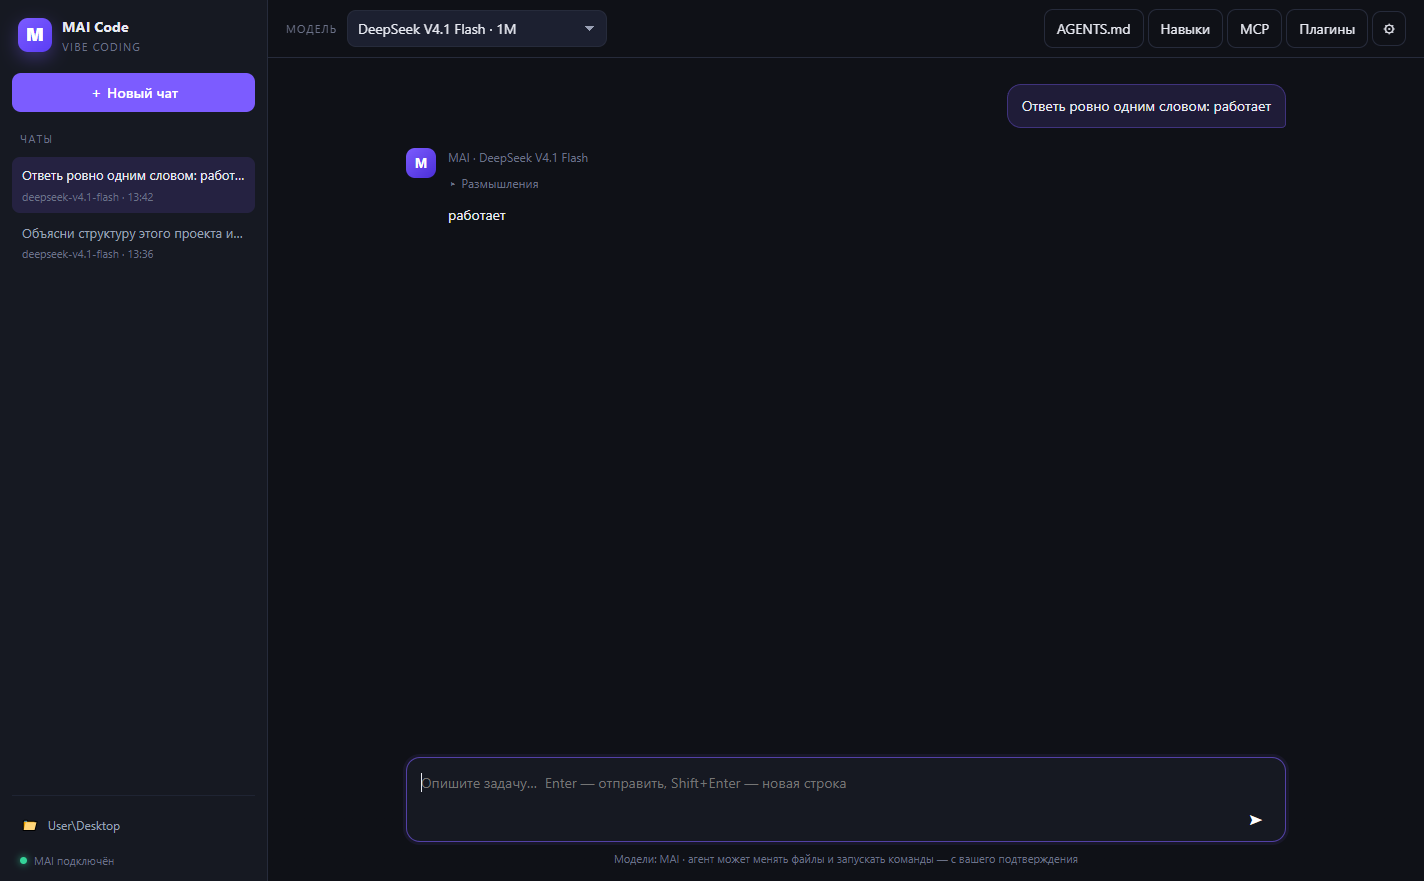 M
MAI Code
VIBE CODING
+ Новый чат
ЧАТЫ
Ответь ровно одним словом: работ...
deepseek-v4.1-flash · 13:42
Объясни структуру этого проекта и...
deepseek-v4.1-flash · 13:36
User\Desktop
MAI подключён
МОДЕЛЬ
DeepSeek V4.1 Flash · 1M
AGENTS.md
Навыки
MCP
Плагины
Ответь ровно одним словом: работает
M
MAI · DeepSeek V4.1 Flash
Размышления
работает
Опишите задачу... Enter — отправить, Shift+Enter — новая строка
Модели: MAI · агент может менять файлы и запускать команды — с вашего подтверждения